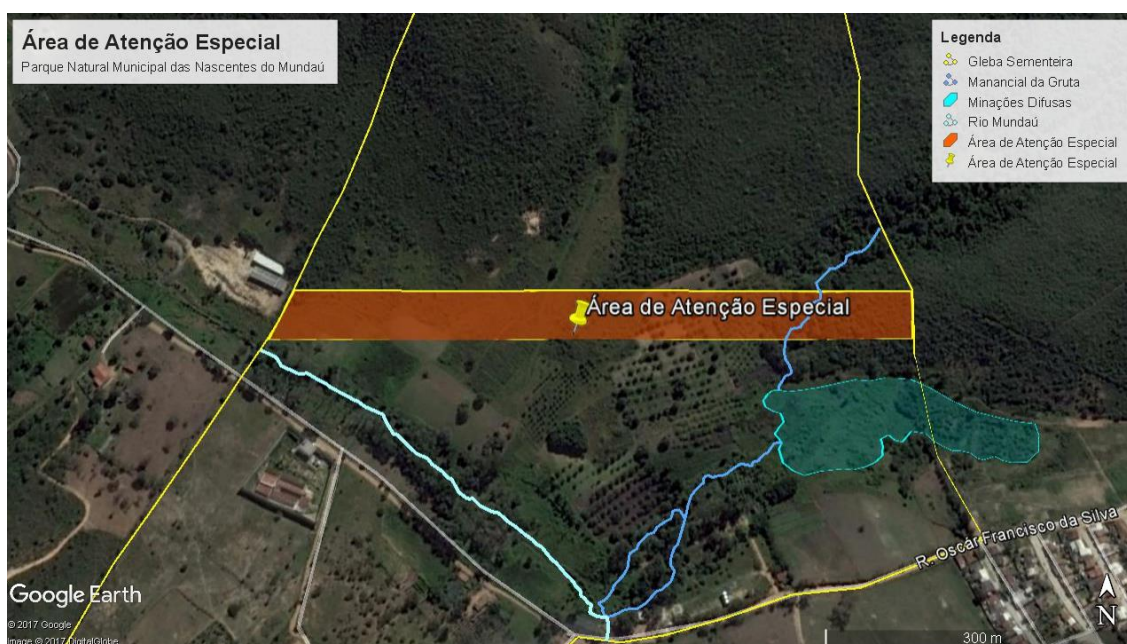 Área de Atenção Especial
Parque Natural Municipal das Nascentes do Mundaú
Legenda
Gleba Sementeira
Manancial da Gruta
Minações Difusas
Rio Mundaú
Área de Atenção Especial
Área de Atenção Especial
Área de Atenção Especial
R. Oscar Francisco da Silva
Google Earth
© 2017 Google
Image © 2017 DigitalGlobe
300 m
N